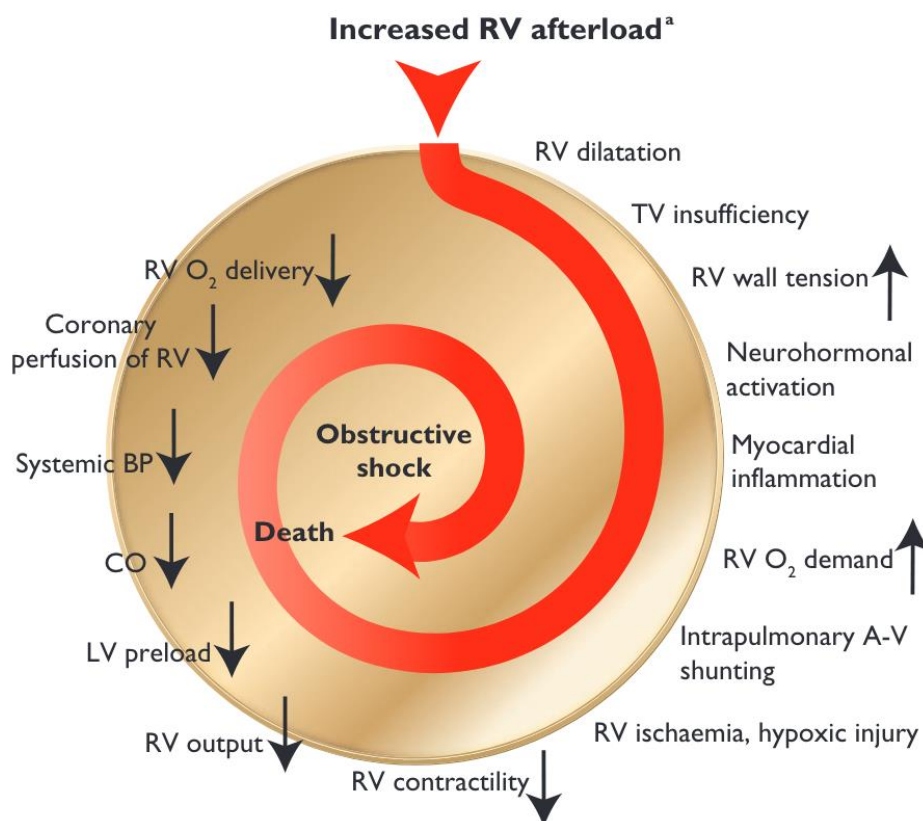 Increased RV afterloadᵃ
RV dilatation
TV insufficiency
RV wall tension
Neurohormonal
activation
Myocardial
inflammation
RV O₂ demand
Intrapulmonary A-V
shunting
RV ischaemia, hypoxic injury
RV contractility
RV output
LV preload
CO
Systemic BP
Coronary
perfusion of RV
RV O₂ delivery
Obstructive
shock
Death